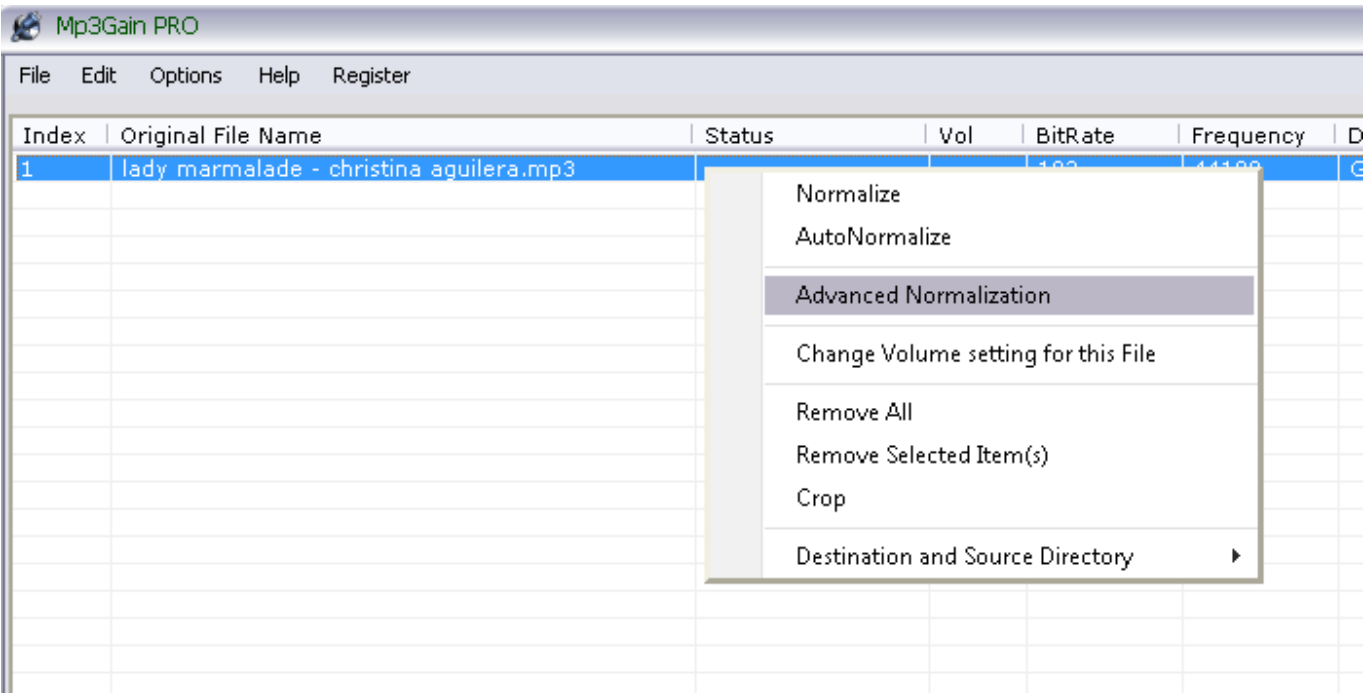 Mp3Gain PRO
File Edit Options Help Register
Index Original File Name Status Vol BitRate Frequency D
1 lady marmalade - christina aguilera.mp3 G
Normalize
AutoNormalize
Advanced Normalization
Change Volume setting for this File
Remove All
Remove Selected Item(s)
Crop
Destination and Source Directory